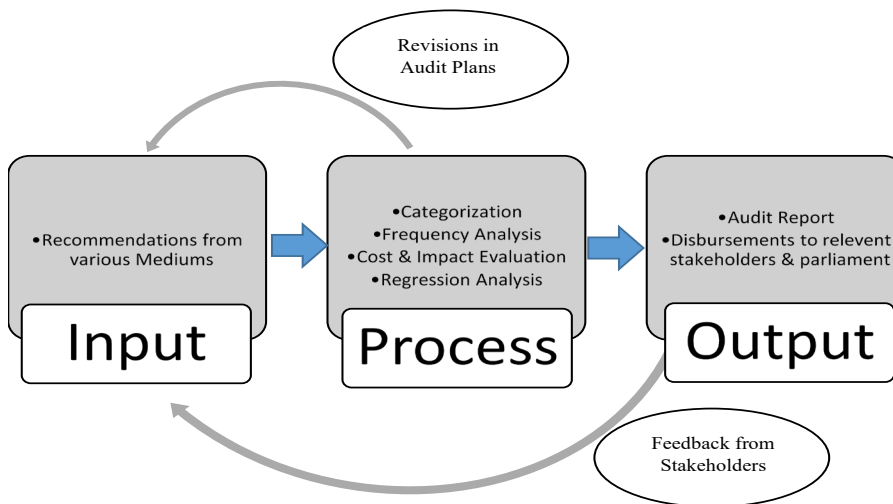 Revisions in
Audit Plans
•Recommendations from
various Mediums
Input
•Categorization
•Frequency Analysis
•Cost & Impact Evaluation
•Regression Analysis
Process
•Audit Report
•Disbursements to relevent
stakeholders & parliament
Output
Feedback from
Stakeholders